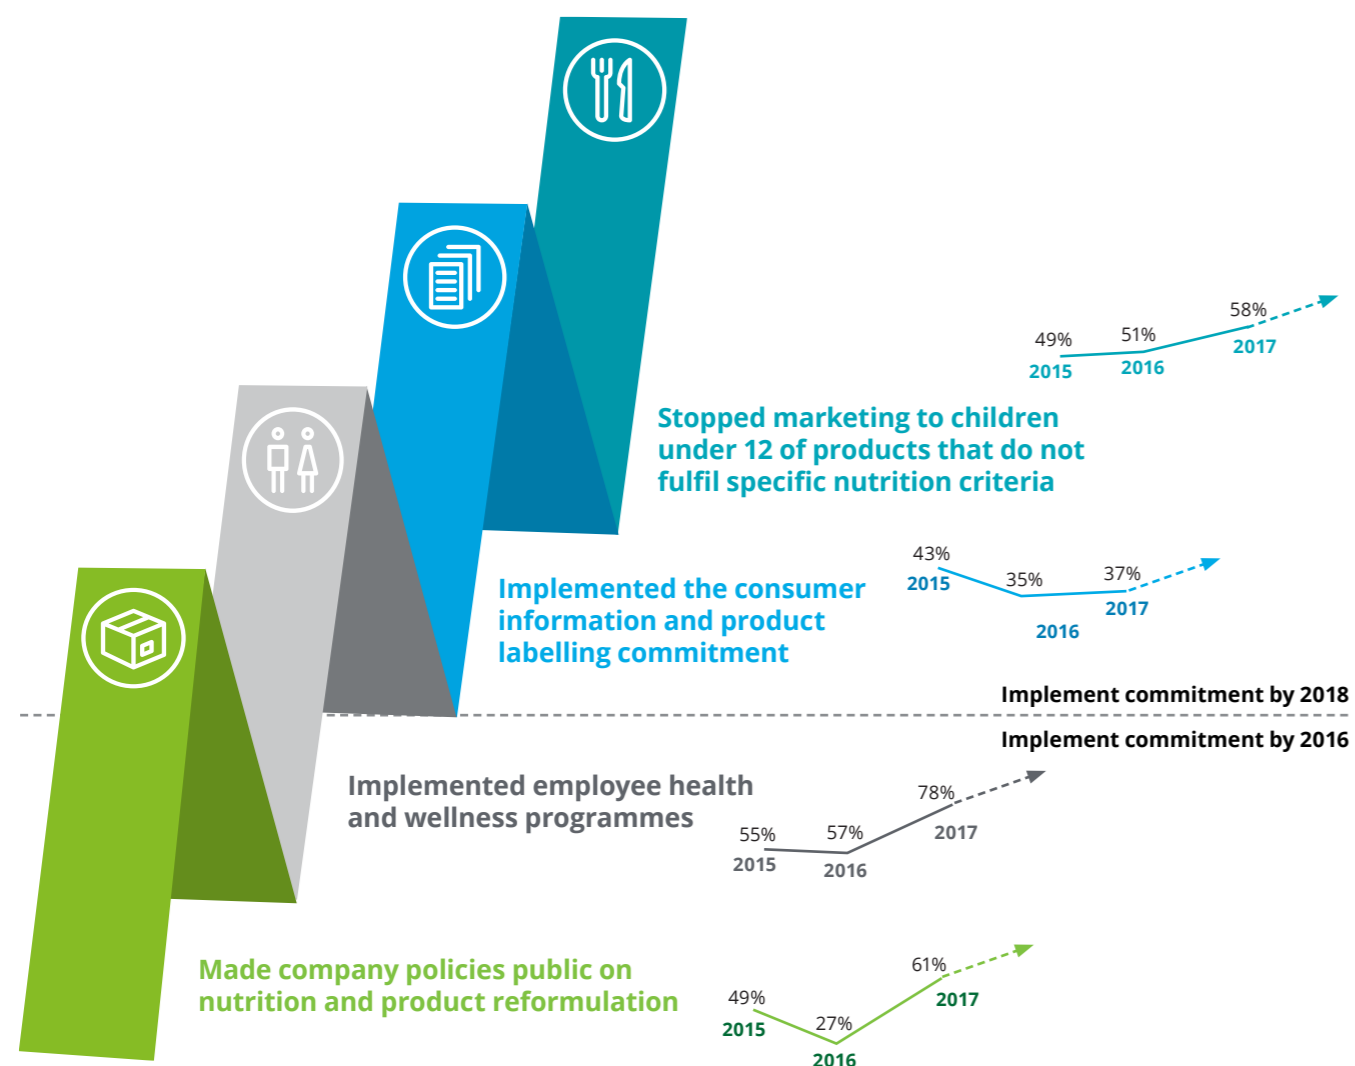 58%
49%
51%
2017
2015
2016
Stopped marketing to children
under 12 of products that do not
fulfil specific nutrition criteria
43%
35%
37%
2015
2017
2016
Implemented the consumer
information and product
labelling commitment
Implement commitment by 2018
Implement commitment by 2016
Implemented employee health
and wellness programmes
78%
55%
57%
2017
2015
2016
Made company policies public on
nutrition and product reformulation
61%
49%
27%
2017
2015
2016